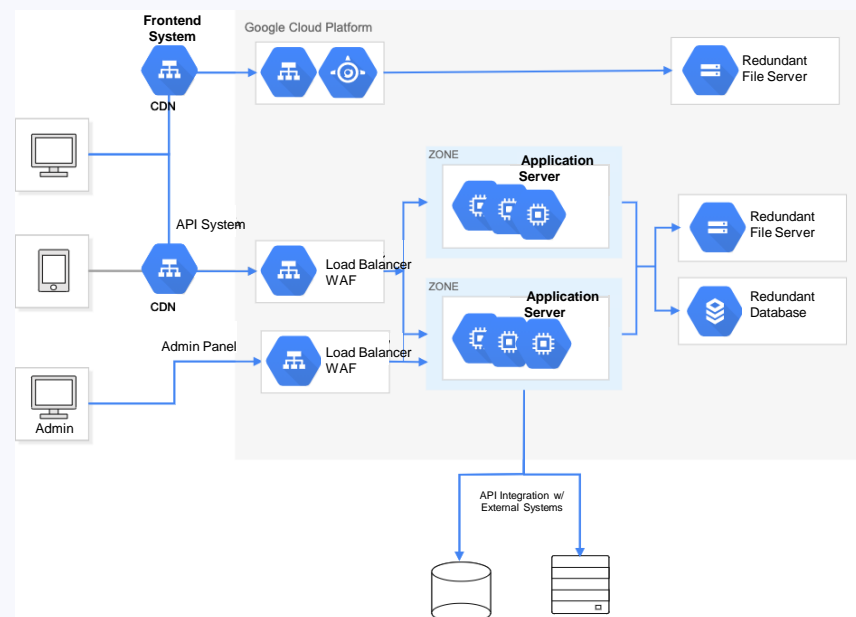 Frontend
System
Google Cloud Platform
CDN
Redundant
File Server
ZONE
Application
Server
API System
Redundant
File Server
Load Balancer
WAF
CDN
ZONE
Application
Server
Redundant
Database
Admin Panel
Load Balancer
WAF
Admin
API Integration w/
External Systems